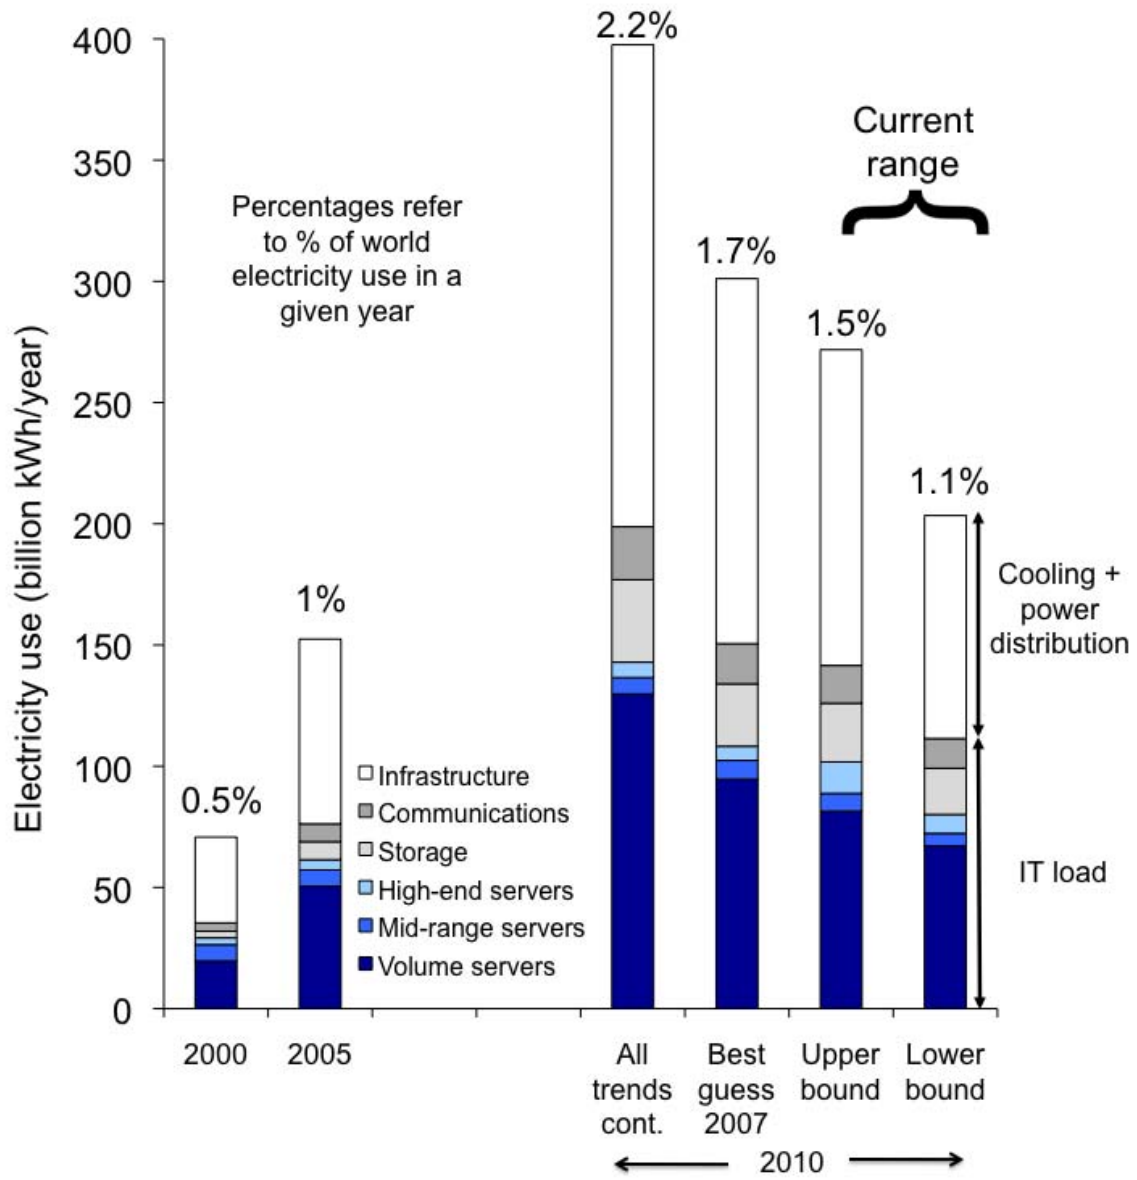 Electricity use (billion kWh/year)
400
350
300
250
200
150
100
50
0
Percentages refer
to % of world
electricity use in a
given year
0.5%
1%
2.2%
1.7%
1.5%
1.1%
Current
range
Cooling +
power
distribution
IT load
Infrastructure
Communications
Storage
High-end servers
Mid-range servers
Volume servers
2000
2005
All
trends
cont.
Best
guess
2007
Upper
bound
Lower
bound
2010